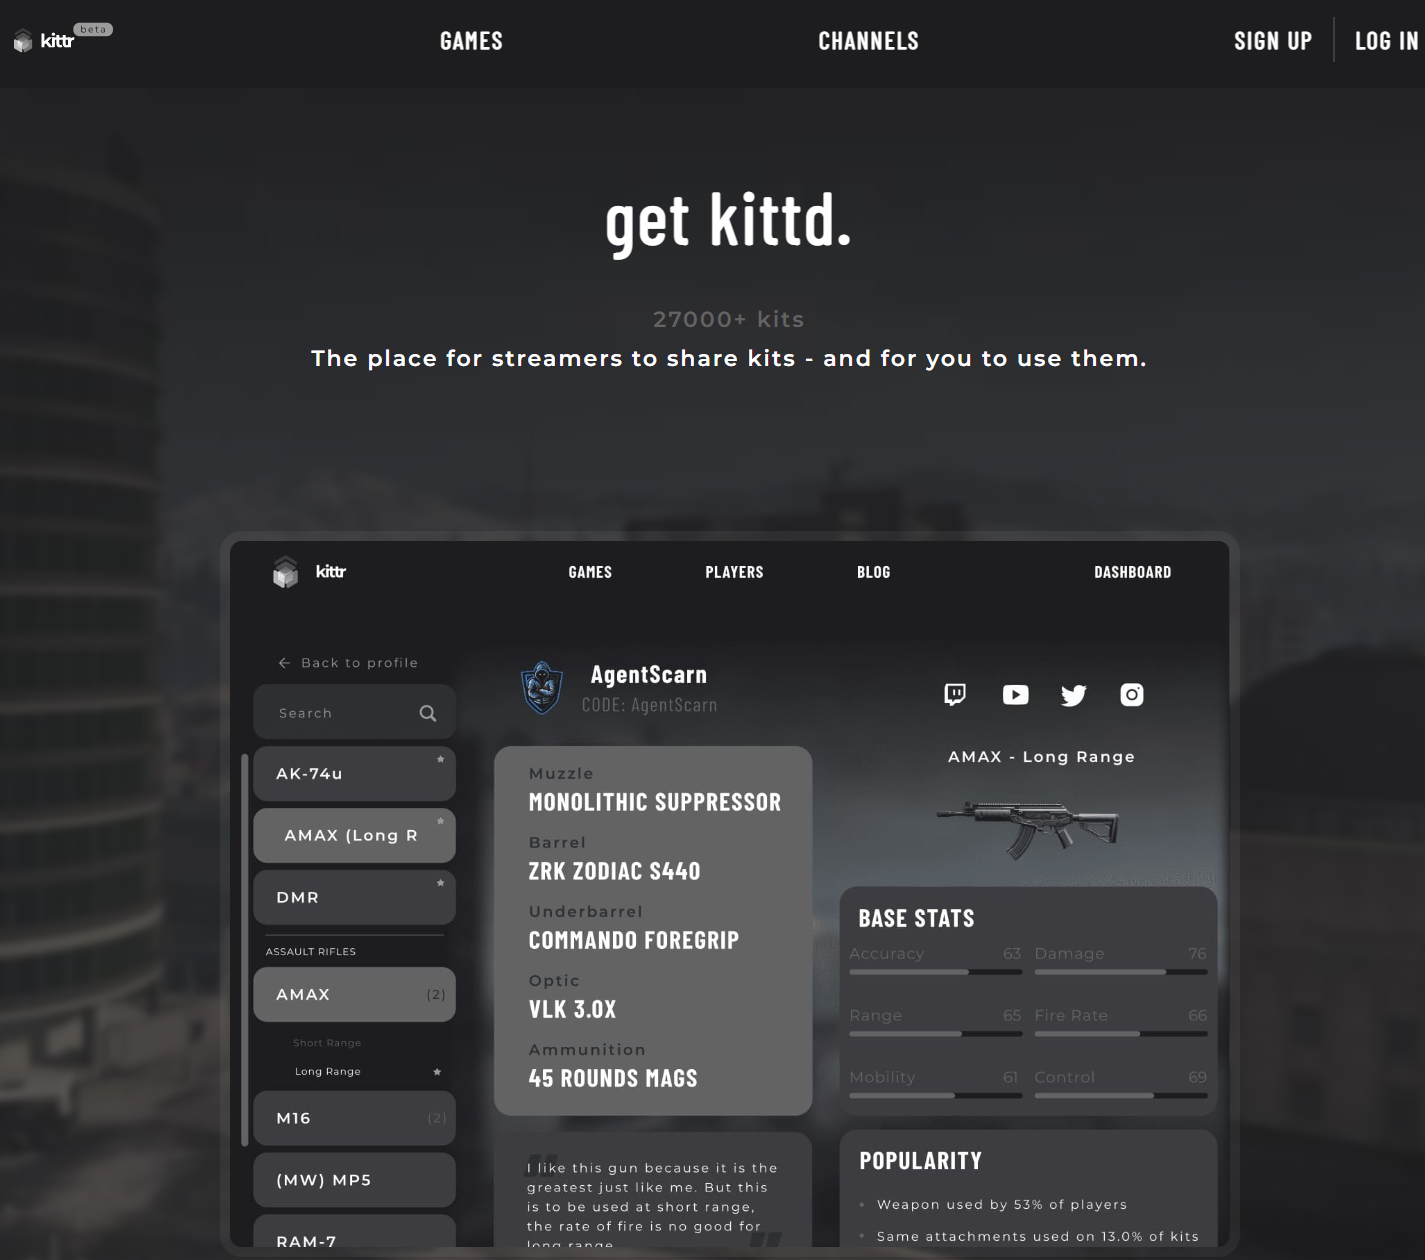 kittr beta
GAMES
CHANNELS
SIGN UP
LOG IN
get kittd.
27000+ kits
The place for streamers to share kits - and for you to use them.
kittr
GAMES
PLAYERS
BLOG
DASHBOARD
Back to profile
Search
AK-74u
AMAX (Long R
DMR
ASSAULT RIFLES
AMAX (2)
Short Range
Long Range
M16 (2)
(MW) MP5
RAM-7
AgentScarn
CODE: AgentScarn
Muzzle
MONOLITHIC SUPPRESSOR
Barrel
ZRK ZODIAC S440
Underbarrel
COMMANDO FOREGRIP
Optic
VLK 3.0X
Ammunition
45 ROUNDS MAGS
I like this gun because it is the
greatest just like me. But this
is to be used at short range,
the rate of fire is no good for
long range
AMAX - Long Range
BASE STATS
Accuracy 63 Damage 76
Range 65 Fire Rate 66
Mobility 61 Control 69
POPULARITY
Weapon used by 53% of players
Same attachments used on 13.0% of kits